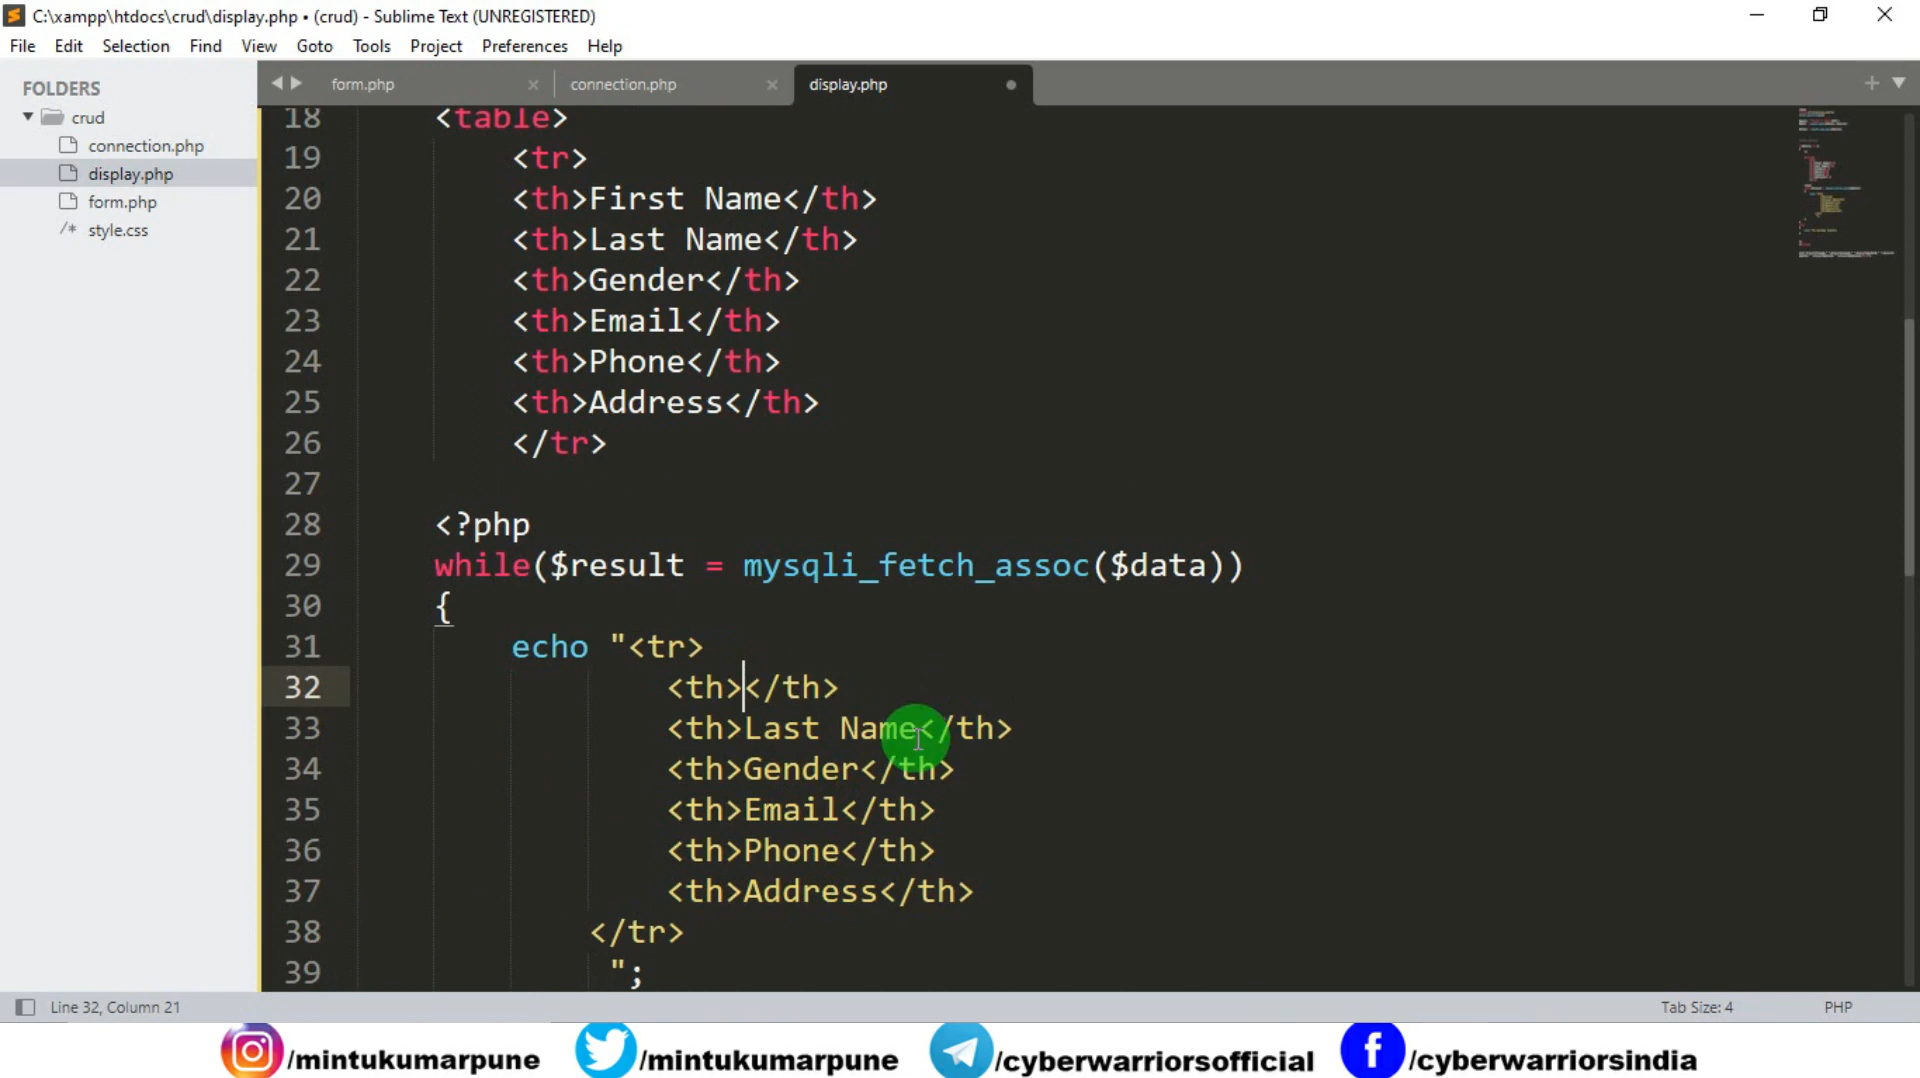 C:\xampp\htdocs\crud\display.php • (crud) - Sublime Text (UNREGISTERED)
File Edit Selection Find View Goto Tools Project Preferences Help
FOLDERS
crud
connection.php
display.php
form.php
/* style.css
form.php × connection.php × display.php
18 <table>
19 <tr>
20 <th>First Name</th>
21 <th>Last Name</th>
22 <th>Gender</th>
23 <th>Email</th>
24 <th>Phone</th>
25 <th>Address</th>
26 </tr>
27
28 <?php
29 while($result = mysqli_fetch_assoc($data))
30 {
31 echo "<tr>
32 <th></th>
33 <th>Last Name</th>
34 <th>Gender</th>
35 <th>Email</th>
36 <th>Phone</th>
37 <th>Address</th>
38 </tr>
39 ";
Line 32, Column 21 Tab Size: 4 PHP
/mintukumarpune /mintukumarpune /cyberwarriorsofficial /cyberwarriorsindia